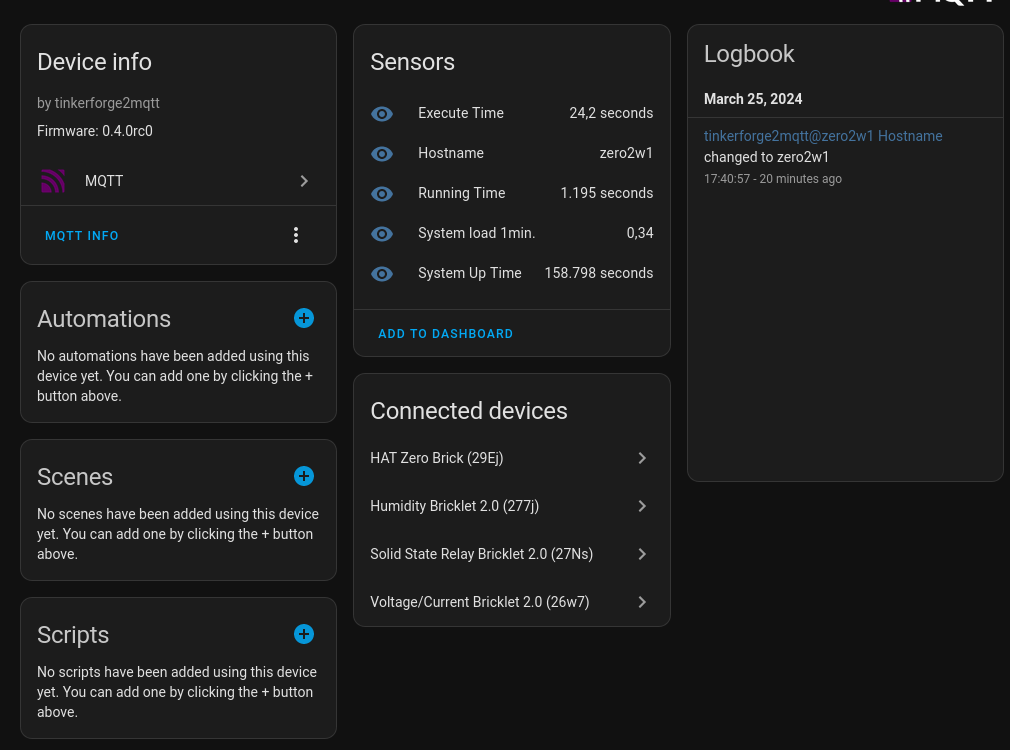 Device info
by tinkerforge2mqtt
Firmware: 0.4.0rc0
MQTT
MQTT INFO
Automations
No automations have been added using this
device yet. You can add one by clicking the +
button above.
Scenes
No scenes have been added using this device
yet. You can add one by clicking the + button
above.
Scripts
No scripts have been added using this device
yet. You can add one by clicking the + button
above.
Sensors
Execute Time 24,2 seconds
Hostname zero2w1
Running Time 1.195 seconds
System load 1min. 0,34
System Up Time 158.798 seconds
ADD TO DASHBOARD
Connected devices
HAT Zero Brick (29Ej)
Humidity Bricklet 2.0 (277j)
Solid State Relay Bricklet 2.0 (27Ns)
Voltage/Current Bricklet 2.0 (26w7)
Logbook
March 25, 2024
tinkerforge2mqtt@zero2w1 Hostname
changed to zero2w1
17:40:57 - 20 minutes ago